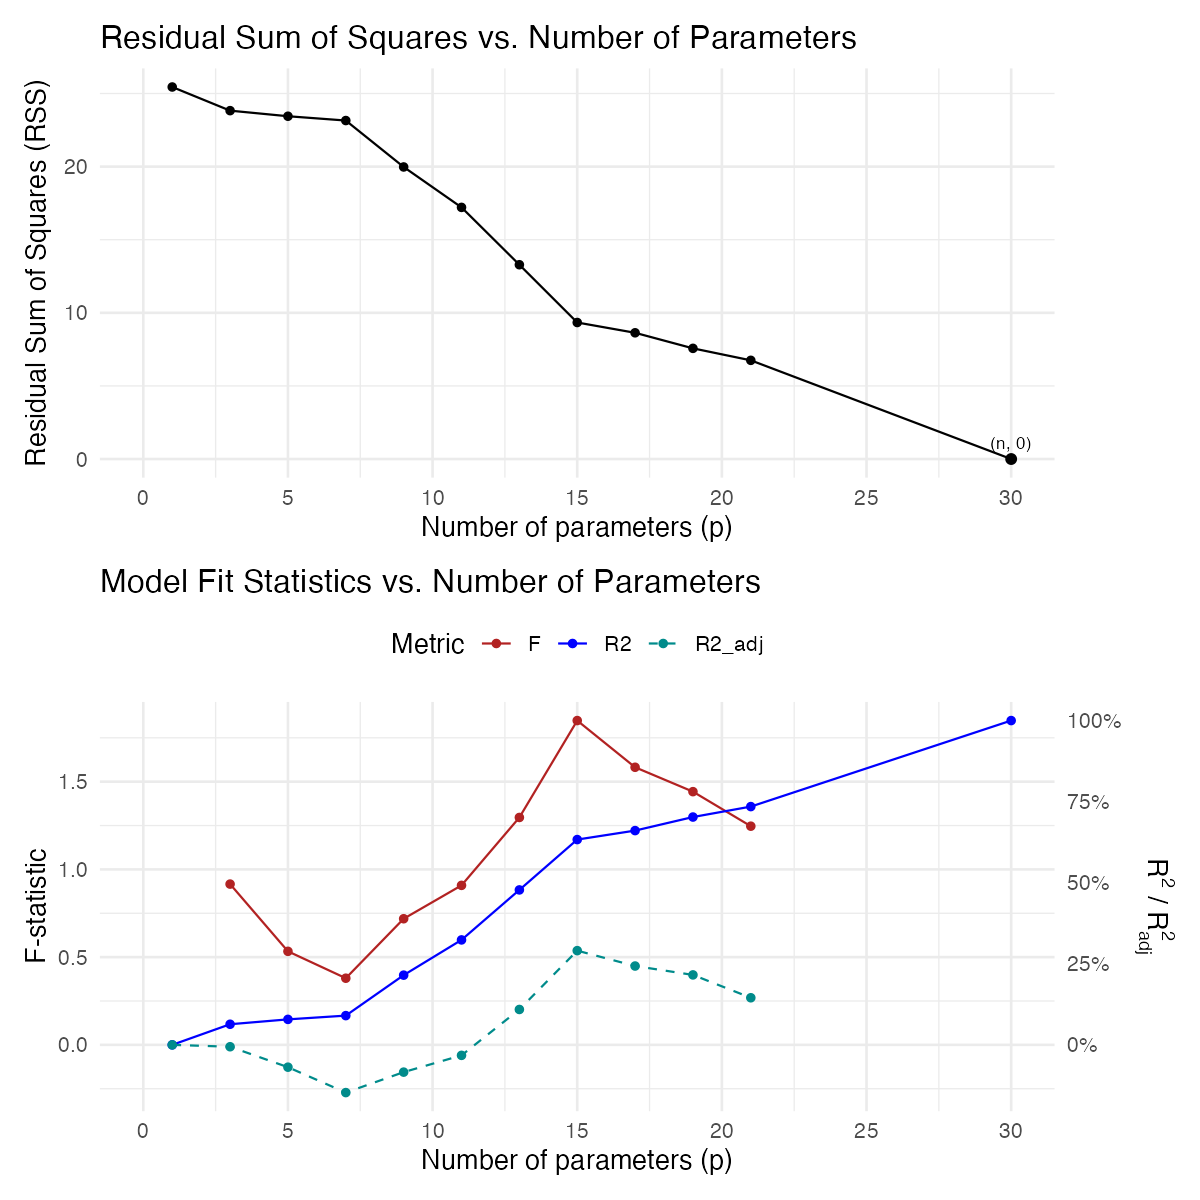 Residual Sum of Squares vs. Number of Parameters
Residual Sum of Squares (RSS)
20
10
0
(n, 0)
0 5 10 15 20 25 30
Number of parameters (p)
Model Fit Statistics vs. Number of Parameters
Metric F R2 R2_adj
F-statistic
1.5
1.0
0.5
0.0
100%
75%
50%
25%
0%
R² / R²adj
0 5 10 15 20 25 30
Number of parameters (p)